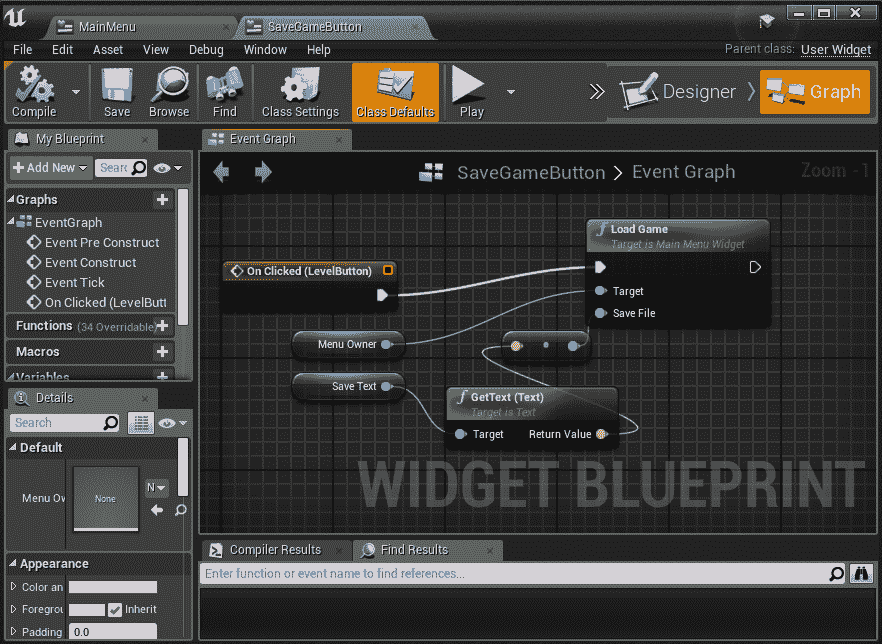 MainMenu
SaveGameButton
File Edit Asset View Debug Window Help
Parent class: User Widget
Compile
Save
Browse
Find
Class Settings
Class Defaults
Play
Designer
Graph
My Blueprint
Add New
Searc
Graphs
EventGraph
Event Pre Construct
Event Construct
Event Tick
On Clicked (LevelButt
Functions (34 Overridable)
Macros
Variables
Details
Search
Default
Menu Ow
None
N
Appearance
Color an
Foregrou
Inherit
Padding
0.0
Event Graph
SaveGameButton > Event Graph
Zoom -1
On Clicked (LevelButton)
Load Game
Target is Main Menu Widget
Target
Save File
Menu Owner
Save Text
GetText (Text)
Target is Text
Target
Return Value
WIDGET BLUEPRINT
Compiler Results
Find Results
Enter function or event name to find references...